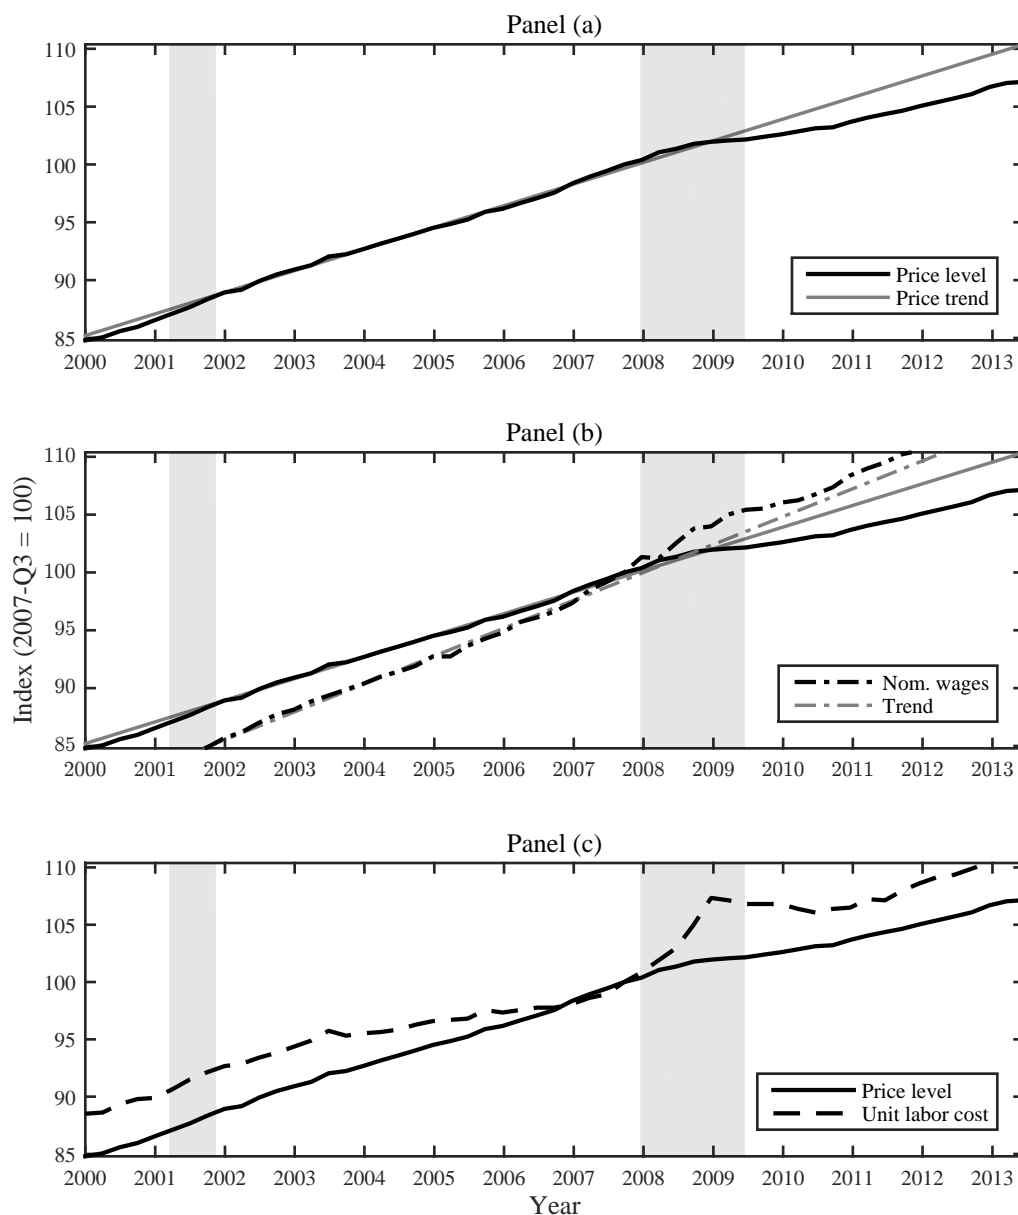 Panel (a)
110
105
100
95
90
85
Price level
Price trend
2000 2001 2002 2003 2004 2005 2006 2007 2008 2009 2010 2011 2012 2013
Panel (b)
Index (2007-Q3 = 100)
110
105
100
95
90
85
Nom. wages
Trend
2000 2001 2002 2003 2004 2005 2006 2007 2008 2009 2010 2011 2012 2013
Panel (c)
110
105
100
95
90
85
Price level
Unit labor cost
2000 2001 2002 2003 2004 2005 2006 2007 2008 2009 2010 2011 2012 2013
Year